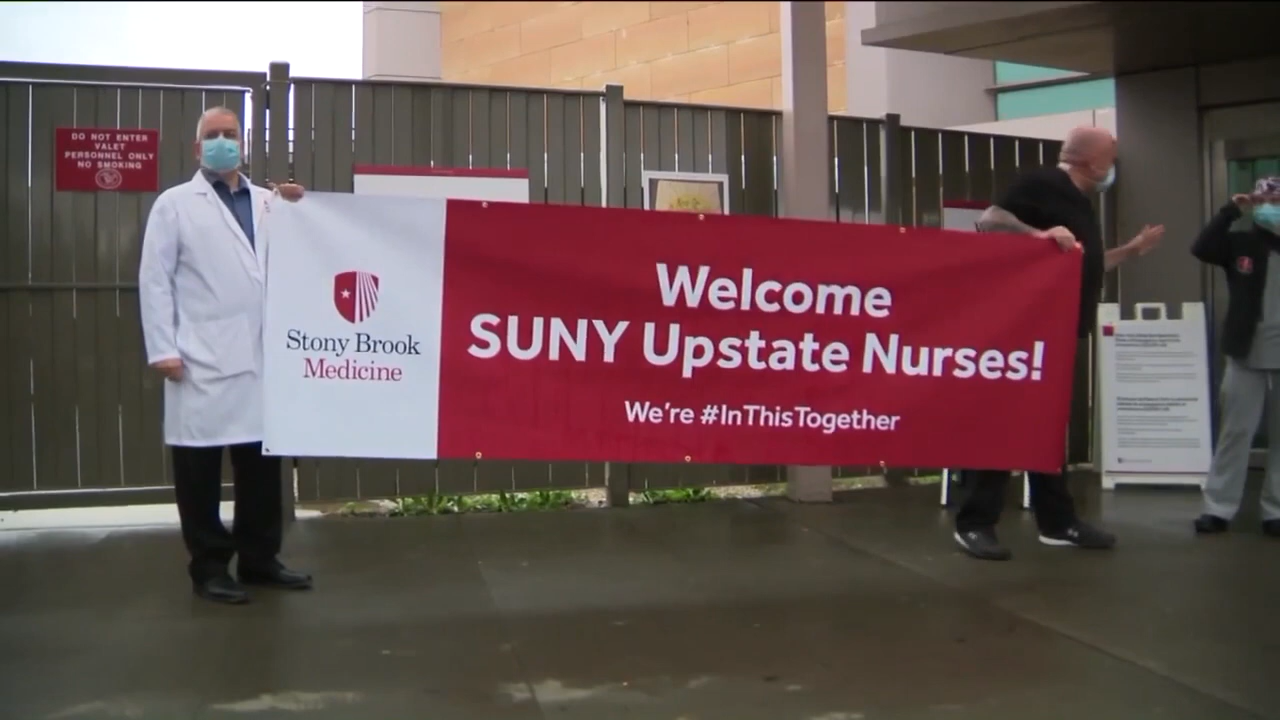 DO NOT ENTER
VALET
PERSONNEL ONLY
NO SMOKING
Stony Brook
Medicine
Welcome
SUNY Upstate Nurses!
We're #InThisTogether